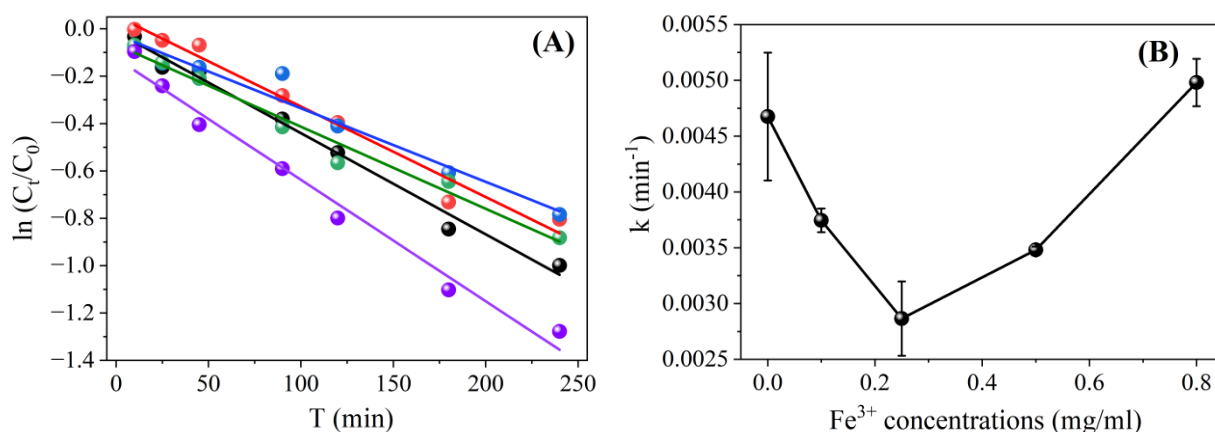 (A)
ln (Cₜ/C₀)
0.0
−0.2
−0.4
−0.6
−0.8
−1.0
−1.2
−1.4
0 50 100 150 200 250
T (min)
(B)
k (min⁻¹)
0.0055
0.0050
0.0045
0.0040
0.0035
0.0030
0.0025
0.0 0.2 0.4 0.6 0.8
Fe³⁺ concentrations (mg/ml)